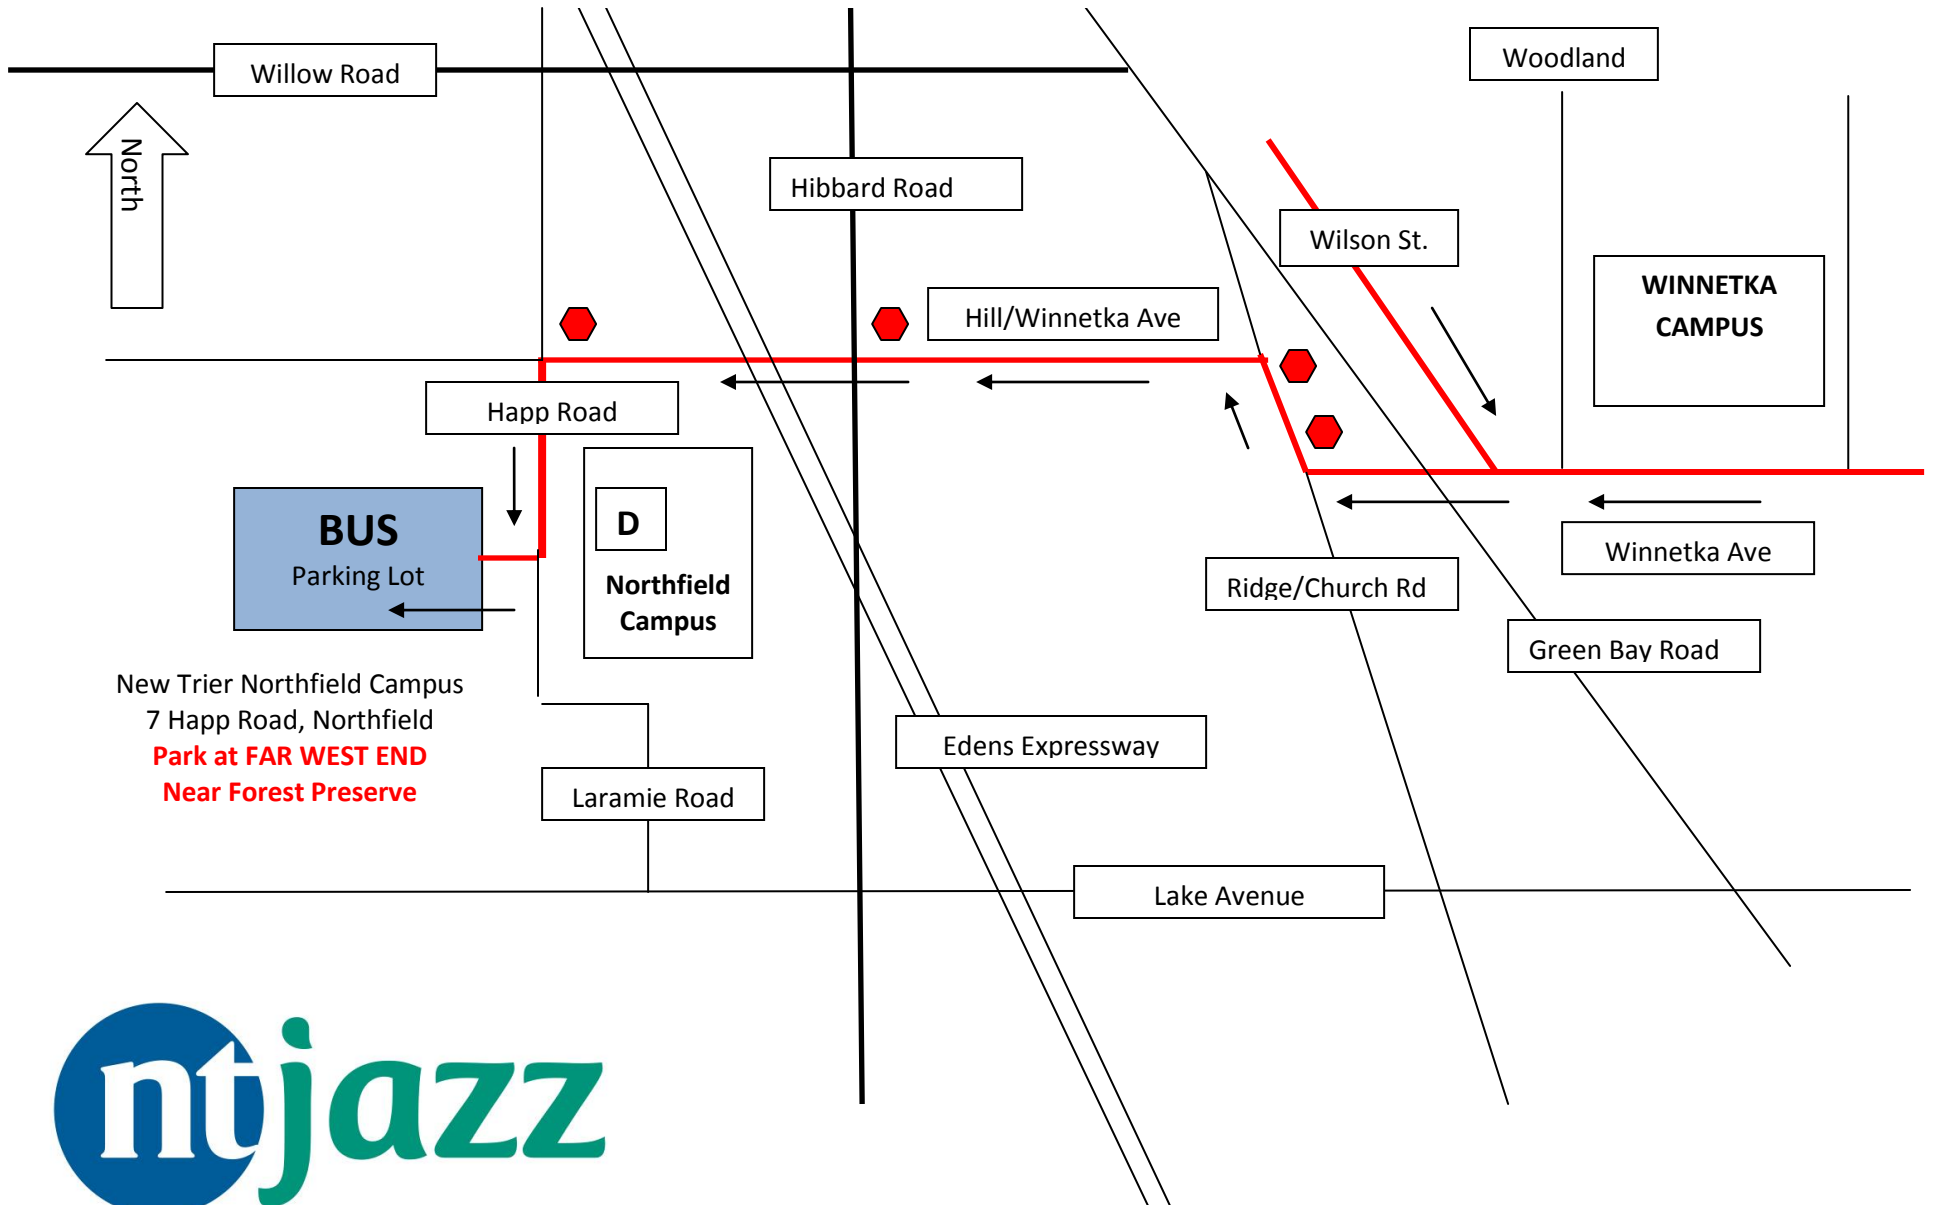 Willow Road
Woodland
North
Hibbard Road
Wilson St.
WINNETKA
CAMPUS
Hill/Winnetka Ave
Happ Road
BUS
Parking Lot
D
Northfield
Campus
Winnetka Ave
Ridge/Church Rd
Green Bay Road
New Trier Northfield Campus
7 Happ Road, Northfield
Park at FAR WEST END
Near Forest Preserve
Edens Expressway
Laramie Road
Lake Avenue
ntjazz